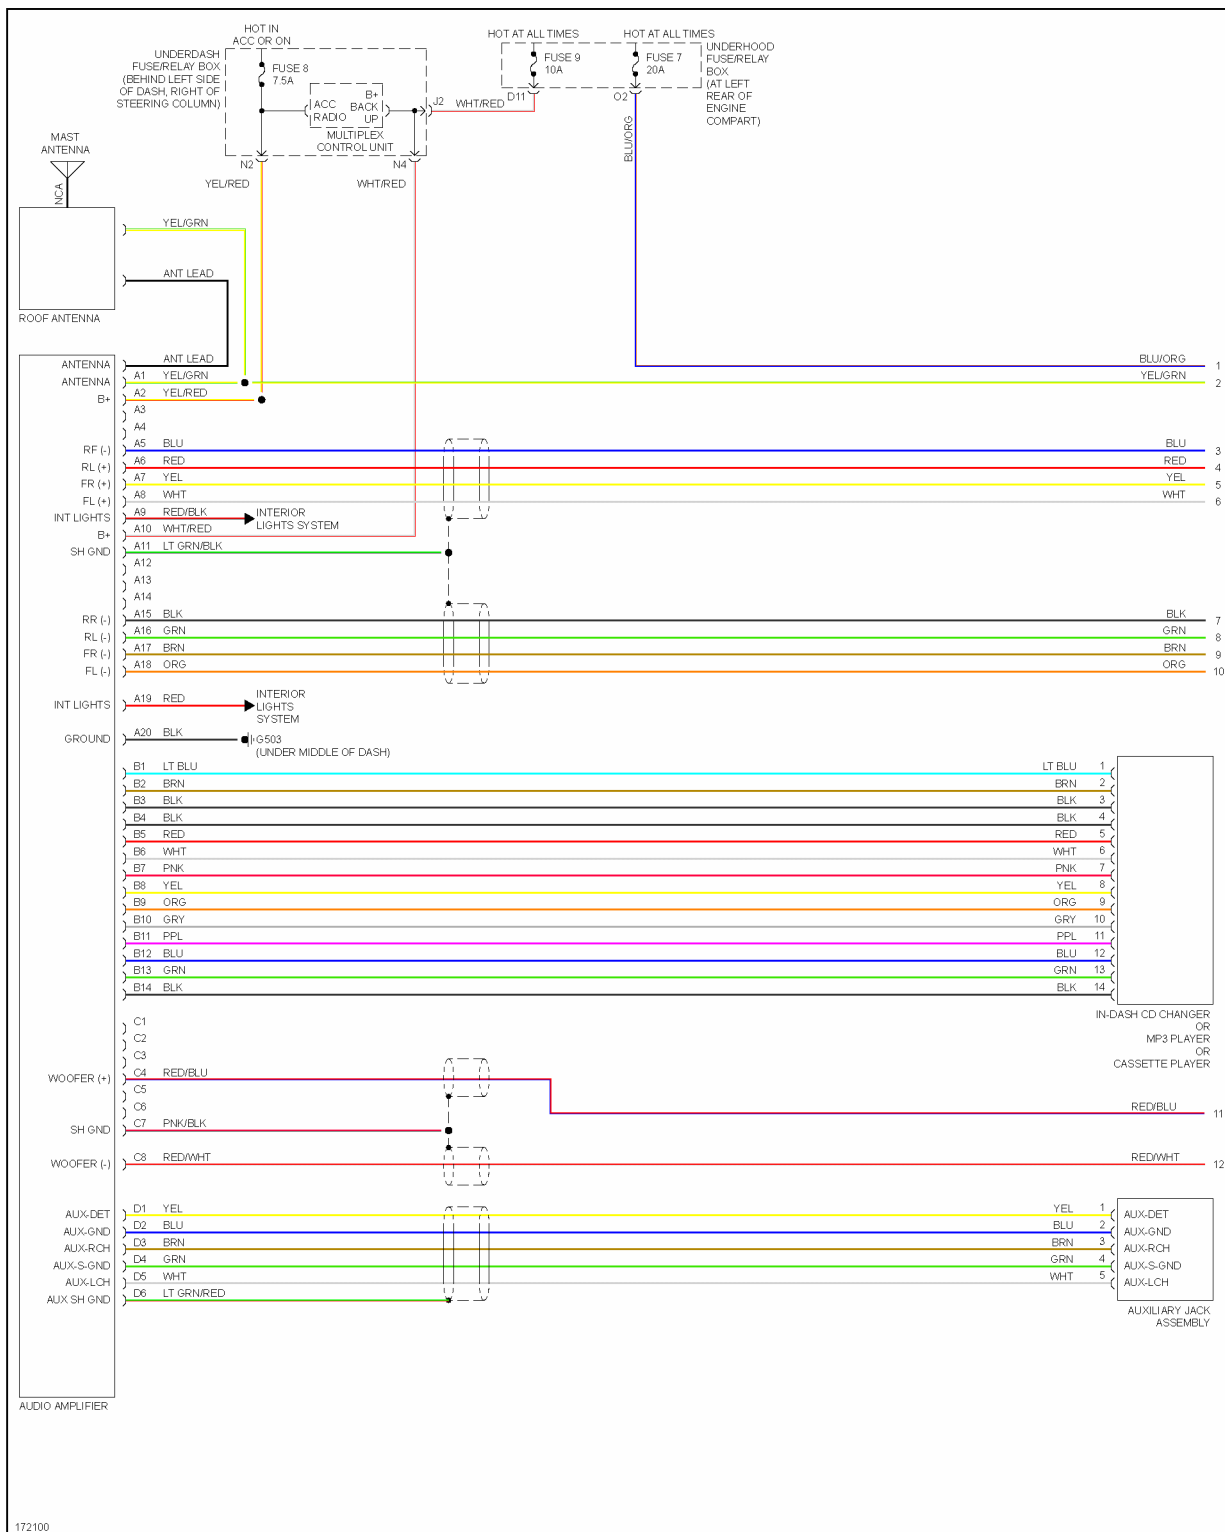 HOT IN
ACC OR ON
UNDERDASH
FUSE/RELAY BOX
(BEHIND LEFT SIDE
OF DASH, RIGHT OF
STEERING COLUMN)
FUSE 8
7.5A
ACC
RADIO
B+
BACK
UP
MULTIPLEX
CONTROL UNIT
J2
WHT/RED
HOT AT ALL TIMES
HOT AT ALL TIMES
FUSE 9
10A
FUSE 7
20A
UNDERHOOD
FUSE/RELAY
BOX
(AT LEFT
REAR OF
ENGINE
COMPART)
D11
O2
BLU/ORG
N2
N4
YEL/RED
WHT/RED
MAST
ANTENNA
NCA
YEL/GRN
ANT LEAD
ROOF ANTENNA
ANTENNA ANT LEAD BLU/ORG 1
ANTENNA A1 YEL/GRN YEL/GRN 2
B+ A2 YEL/RED
A3
A4
RF (-) A5 BLU BLU 3
RL (+) A6 RED RED 4
FR (+) A7 YEL YEL 5
FL (+) A8 WHT WHT 6
INT LIGHTS A9 RED/BLK INTERIOR
LIGHTS SYSTEM
B+ A10 WHT/RED
SH GND A11 LT GRN/BLK
A12
A13
A14
RR (-) A15 BLK BLK 7
RL (-) A16 GRN GRN 8
FR (-) A17 BRN BRN 9
FL (-) A18 ORG ORG 10
INT LIGHTS A19 RED INTERIOR
LIGHTS
SYSTEM
GROUND A20 BLK G503
(UNDER MIDDLE OF DASH)
B1 LT BLU LT BLU 1
B2 BRN BRN 2
B3 BLK BLK 3
B4 BLK BLK 4
B5 RED RED 5
B6 WHT WHT 6
B7 PNK PNK 7
B8 YEL YEL 8
B9 ORG ORG 9
B10 GRY GRY 10
B11 PPL PPL 11
B12 BLU BLU 12
B13 GRN GRN 13
B14 BLK BLK 14
IN-DASH CD CHANGER
OR
MP3 PLAYER
OR
CASSETTE PLAYER
C1
C2
C3
WOOFER (+) C4 RED/BLU
C5
C6
RED/BLU 11
SH GND C7 PNK/BLK
WOOFER (-) C8 RED/WHT RED/WHT 12
AUX-DET D1 YEL YEL 1 AUX-DET
AUX-GND D2 BLU BLU 2 AUX-GND
AUX-RCH D3 BRN BRN 3 AUX-RCH
AUX-S-GND D4 GRN GRN 4 AUX-S-GND
AUX-LCH D5 WHT WHT 5 AUX-LCH
AUX SH GND D6 LT GRN/RED
AUXILIARY JACK
ASSEMBLY
AUDIO AMPLIFIER
172100